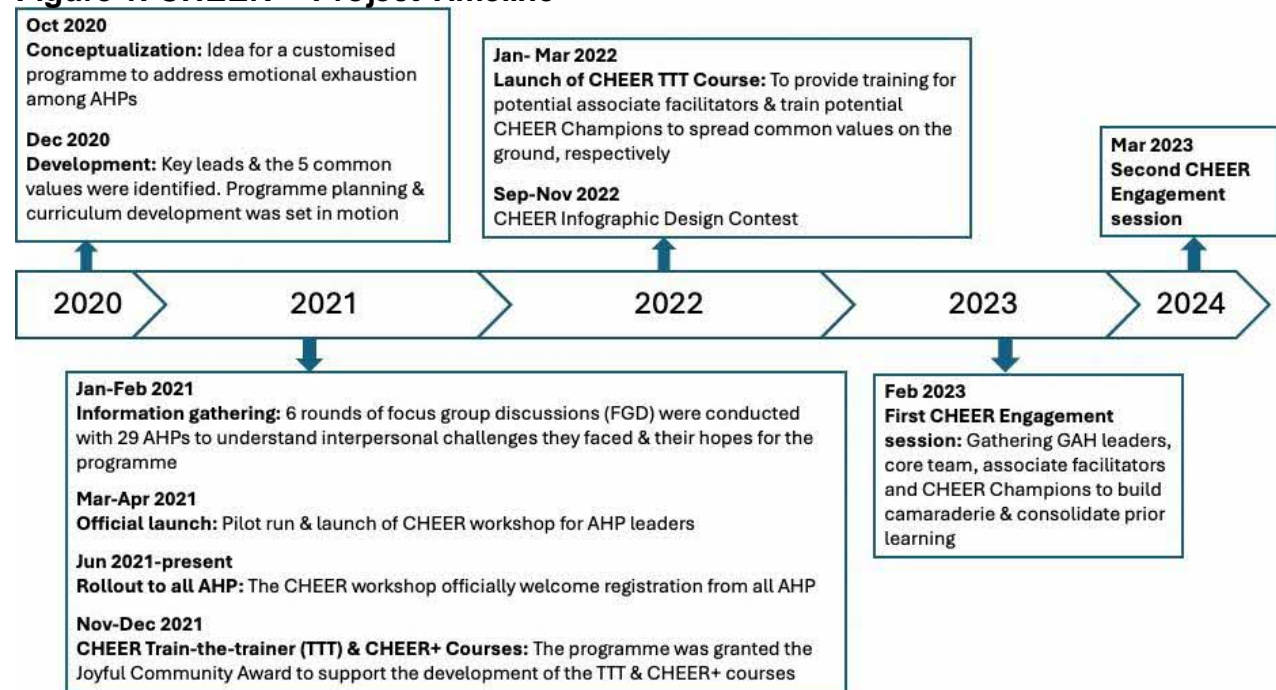 Oct 2020
Conceptualization: Idea for a customised
programme to address emotional exhaustion
among AHPs
Dec 2020
Development: Key leads & the 5 common
values were identified. Programme planning &
curriculum development was set in motion
Jan- Mar 2022
Launch of CHEER TTT Course: To provide training for
potential associate facilitators & train potential
CHEER Champions to spread common values on the
ground, respectively
Sep-Nov 2022
CHEER Infographic Design Contest
Mar 2023
Second CHEER
Engagement
session
2020
2021
2022
2023
2024
Jan-Feb 2021
Information gathering: 6 rounds of focus group discussions (FGD) were conducted
with 29 AHPs to understand interpersonal challenges they faced & their hopes for the
programme
Mar-Apr 2021
Official launch: Pilot run & launch of CHEER workshop for AHP leaders
Jun 2021-present
Rollout to all AHP: The CHEER workshop officially welcome registration from all AHP
Nov-Dec 2021
CHEER Train-the-trainer (TTT) & CHEER+ Courses: The programme was granted the
Joyful Community Award to support the development of the TTT & CHEER+ courses
Feb 2023
First CHEER Engagement
session: Gathering GAH leaders,
core team, associate facilitators
and CHEER Champions to build
camaraderie & consolidate prior
learning